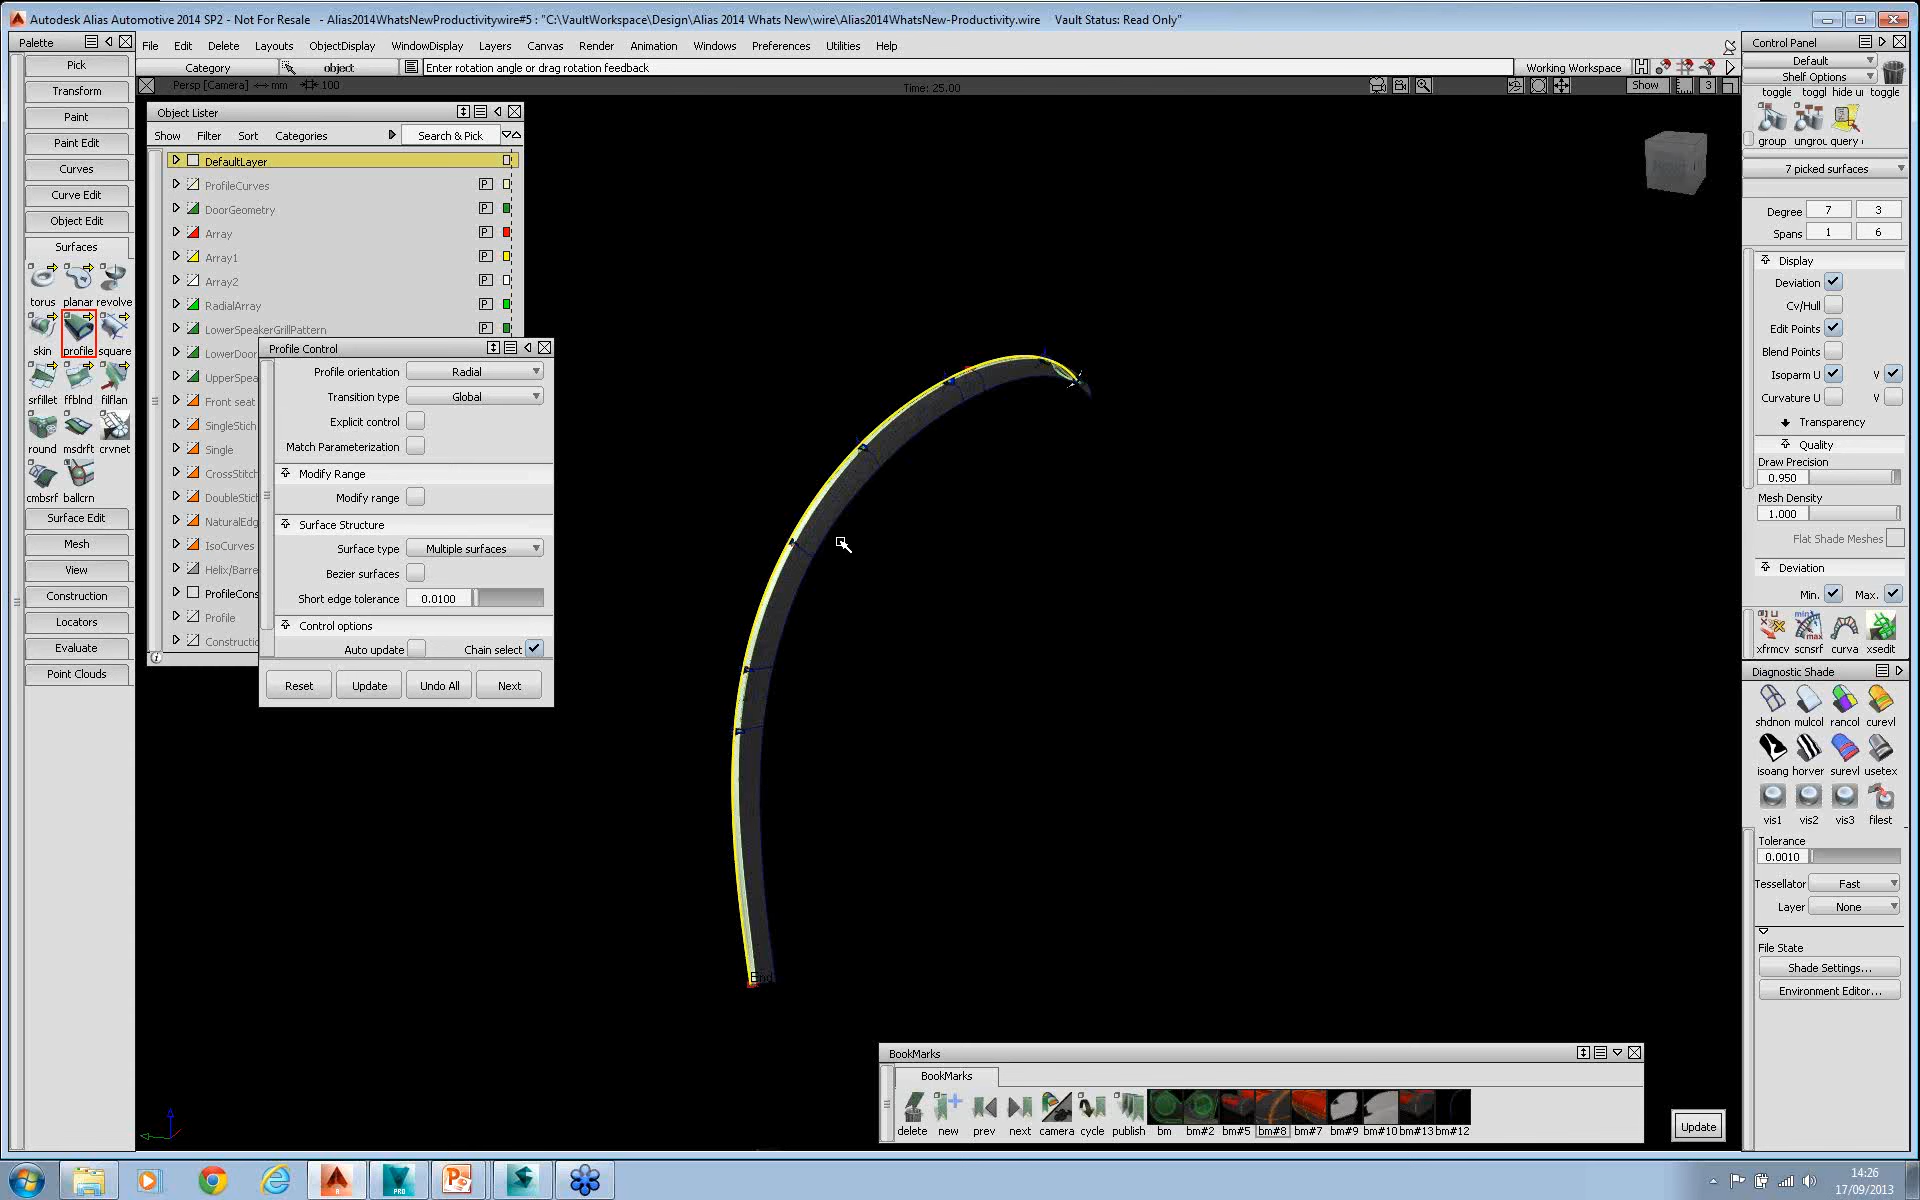 Autodesk Alias Automotive 2014 SP2 - Not For Resale - Alias2014WhatsNewProductivitywire#5 : "C:\VaultWorkspace\Design\Alias 2014 Whats New\wire\Alias2014WhatsNew-Productivity.wire Vault Status: Read Only"
Palette
File Edit Delete Layouts ObjectDisplay WindowDisplay Layers Canvas Render Animation Windows Preferences Utilities Help
Category object Enter rotation angle or drag rotation feedback Working Workspace
Persp [Camera] <-> mm 100 Time: 25.00 Show 3
Pick
Transform
Paint
Paint Edit
Curves
Curve Edit
Object Edit
Surfaces
torus planar revolve
skin profile square
srfillet ffblnd filflan
round msdrft crvnet
cmbsrf ballcrn
Surface Edit
Mesh
View
Construction
Locators
Evaluate
Point Clouds
Object Lister
Show Filter Sort Categories Search & Pick
DefaultLayer
ProfileCurves P
DoorGeometry P
Array P
Array1 P
Array2 P
RadialArray P
LowerSpeakerGrillPattern P
LowerDoor
UpperSpea
Front seat
SingleStich
Single
CrossStitch
DoubleStich
NaturalEdg
IsoCurves
Helix/Barre
ProfileCons
Profile
Constructio
Profile Control
Profile orientation Radial
Transition type Global
Explicit control
Match Parameterization
Modify Range
Modify range
Surface Structure
Surface type Multiple surfaces
Bezier surfaces
Short edge tolerance 0.0100
Control options
Auto update Chain select
Reset Update Undo All Next
End
BookMarks
BookMarks
delete new prev next camera cycle publish bm bm#2 bm#5 bm#8 bm#7 bm#9 bm#10 bm#13 bm#12
Update
Control Panel
Default
Shelf Options
toggle toggl hide u toggle
group ungrou query
7 picked surfaces
Degree 7 3
Spans 1 6
Display
Deviation
Cv/Hull
Edit Points
Blend Points
Isoparm U V
Curvature U V
Transparency
Quality
Draw Precision
0.950
Mesh Density
1.000
Flat Shade Meshes
Deviation
Min. Max.
xfrmcv scnsrf curva xsedit
Diagnostic Shade
shdnon mulcol rancol curevl
isoang horver surevl usetex
vis1 vis2 vis3 filest
Tolerance
0.0010
Tessellator Fast
Layer None
File State
Shade Settings...
Environment Editor...
14:26
17/09/2013